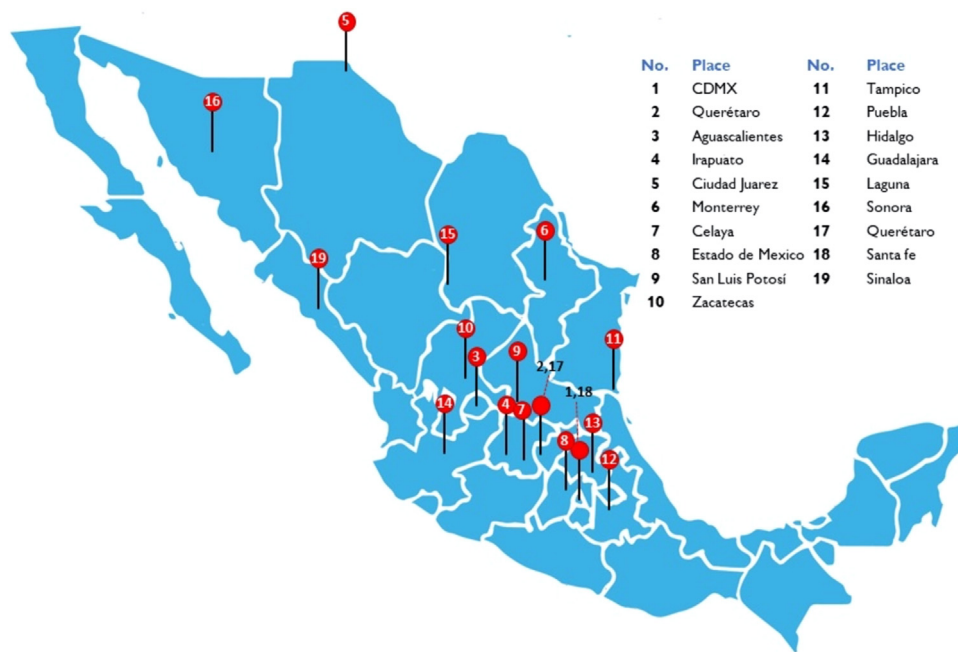 No. Place No. Place
1 CDMX 11 Tampico
2 Querétaro 12 Puebla
3 Aguascalientes 13 Hidalgo
4 Irapuato 14 Guadalajara
5 Ciudad Juarez 15 Laguna
6 Monterrey 16 Sonora
7 Celaya 17 Querétaro
8 Estado de Mexico 18 Santa fe
9 San Luis Potosí 19 Sinaloa
10 Zacatecas
5
16
6
15
19
10
11
9
3
2,17
1,18
14
4
7
13
8
12